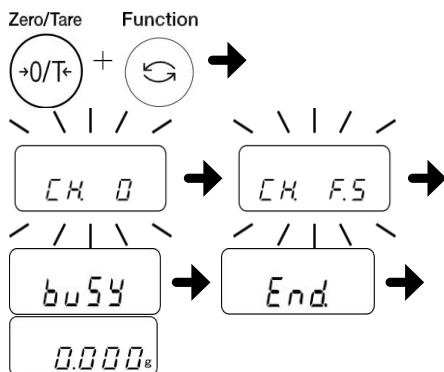 Zero/Tare Function
→0/T← +
CH. 0 CH. F.S
buSY End.
0.000g